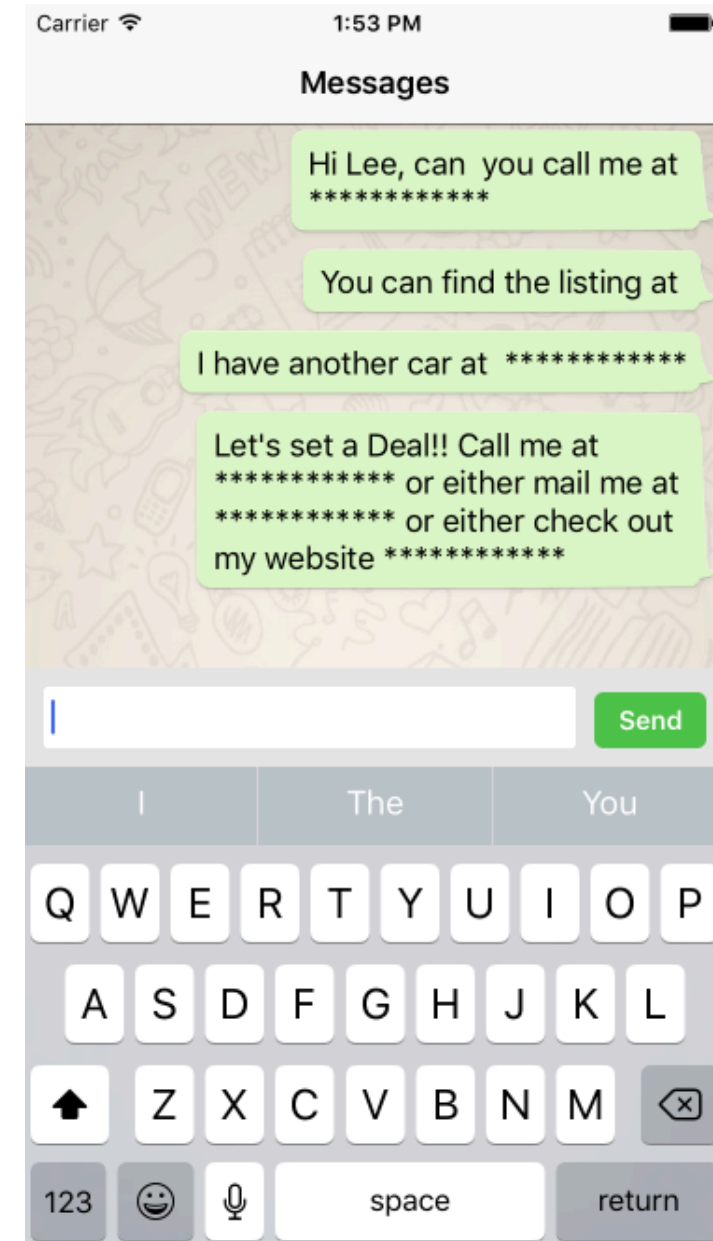 Carrier 1:53 PM
Messages
Hi Lee, can  you call me at
************
You can find the listing at
I have another car at  ************
Let's set a Deal!! Call me at
************ or either mail me at
************ or either check out
my website ************
Send
I The You
Q W E R T Y U I O P
A S D F G H J K L
Z X C V B N M
123 space return